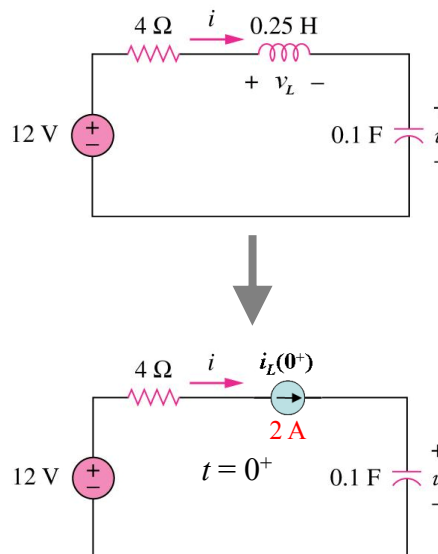 4 Ω i 0.25 H
+ v_L −
12 V + − 0.1 F
4 Ω i i_L(0⁺)
2 A
t = 0⁺
12 V + − 0.1 F + −